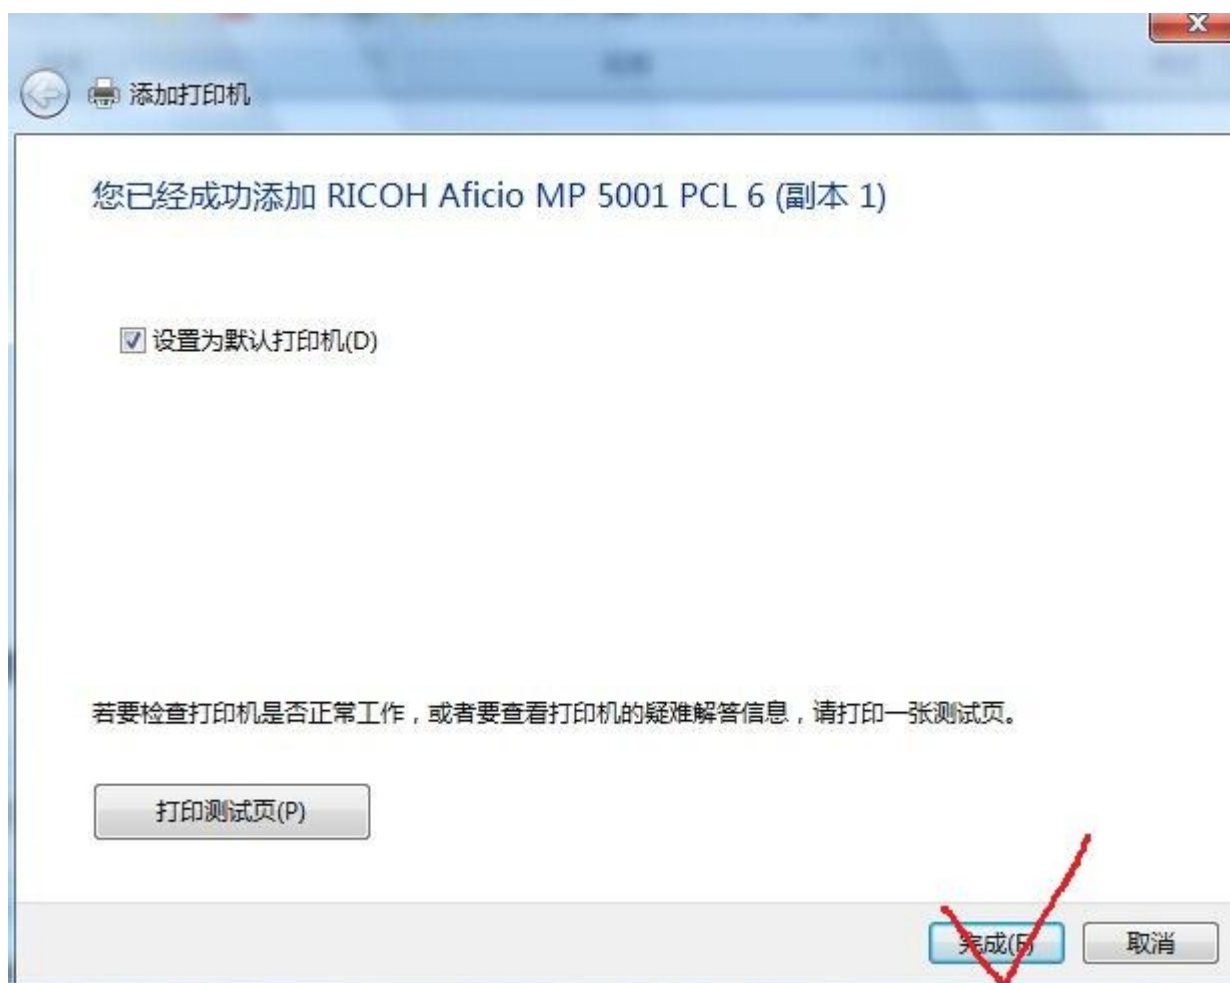 添加打印机
您已经成功添加 RICOH Aficio MP 5001 PCL 6 (副本 1)
设置为默认打印机(D)
若要检查打印机是否正常工作，或者要查看打印机的疑难解答信息，请打印一张测试页。
打印测试页(P)
完成(F)
取消